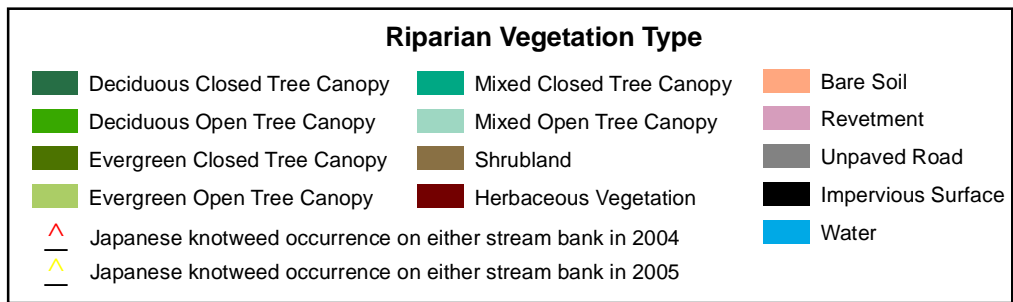 Riparian Vegetation Type
Deciduous Closed Tree Canopy
Deciduous Open Tree Canopy
Evergreen Closed Tree Canopy
Evergreen Open Tree Canopy
Mixed Closed Tree Canopy
Mixed Open Tree Canopy
Shrubland
Herbaceous Vegetation
Bare Soil
Revetment
Unpaved Road
Impervious Surface
Water
Japanese knotweed occurrence on either stream bank in 2004
Japanese knotweed occurrence on either stream bank in 2005